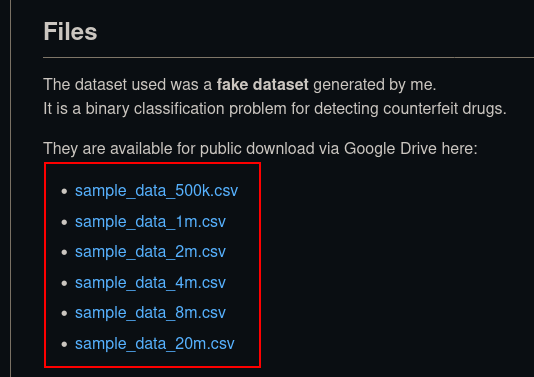 Files
The dataset used was a fake dataset generated by me.
It is a binary classification problem for detecting counterfeit drugs.
They are available for public download via Google Drive here:
sample_data_500k.csv
sample_data_1m.csv
sample_data_2m.csv
sample_data_4m.csv
sample_data_8m.csv
sample_data_20m.csv